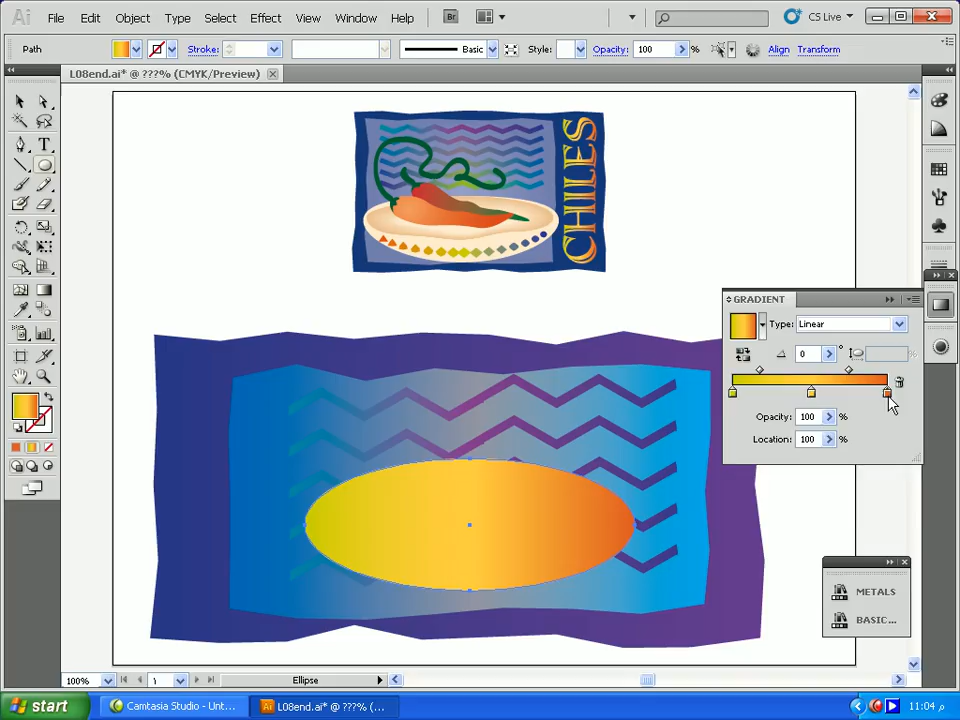 Ai File Edit Object Type Select Effect View Window Help Br CS Live
Path Stroke: Basic Style: Opacity: 100 % Align Transform
L08end.ai* @ ???% (CMYK/Preview)
CHILES
GRADIENT
Type: Linear
0 ° %
Opacity: 100 %
Location: 100 %
METALS
BASIC...
100% ١ Ellipse
start Camtasia Studio - Unt... Ai L08end.ai* @ ???% (... 11:04 م